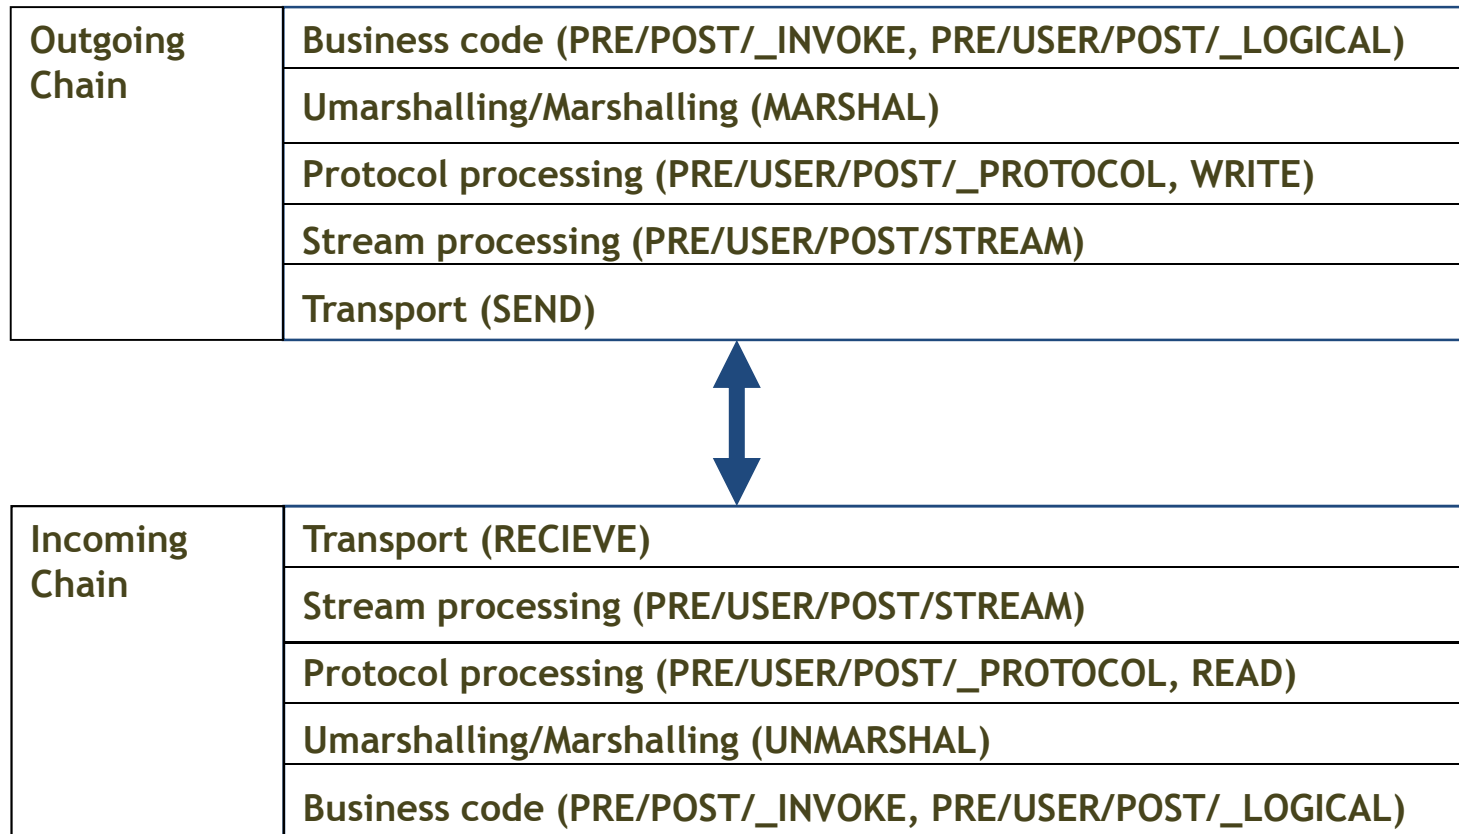 Outgoing
Chain
Business code (PRE/POST/_INVOKE, PRE/USER/POST/_LOGICAL)
Umarshalling/Marshalling (MARSHAL)
Protocol processing (PRE/USER/POST/_PROTOCOL, WRITE)
Stream processing (PRE/USER/POST/STREAM)
Transport (SEND)
Incoming
Chain
Transport (RECIEVE)
Stream processing (PRE/USER/POST/STREAM)
Protocol processing (PRE/USER/POST/_PROTOCOL, READ)
Umarshalling/Marshalling (UNMARSHAL)
Business code (PRE/POST/_INVOKE, PRE/USER/POST/_LOGICAL)